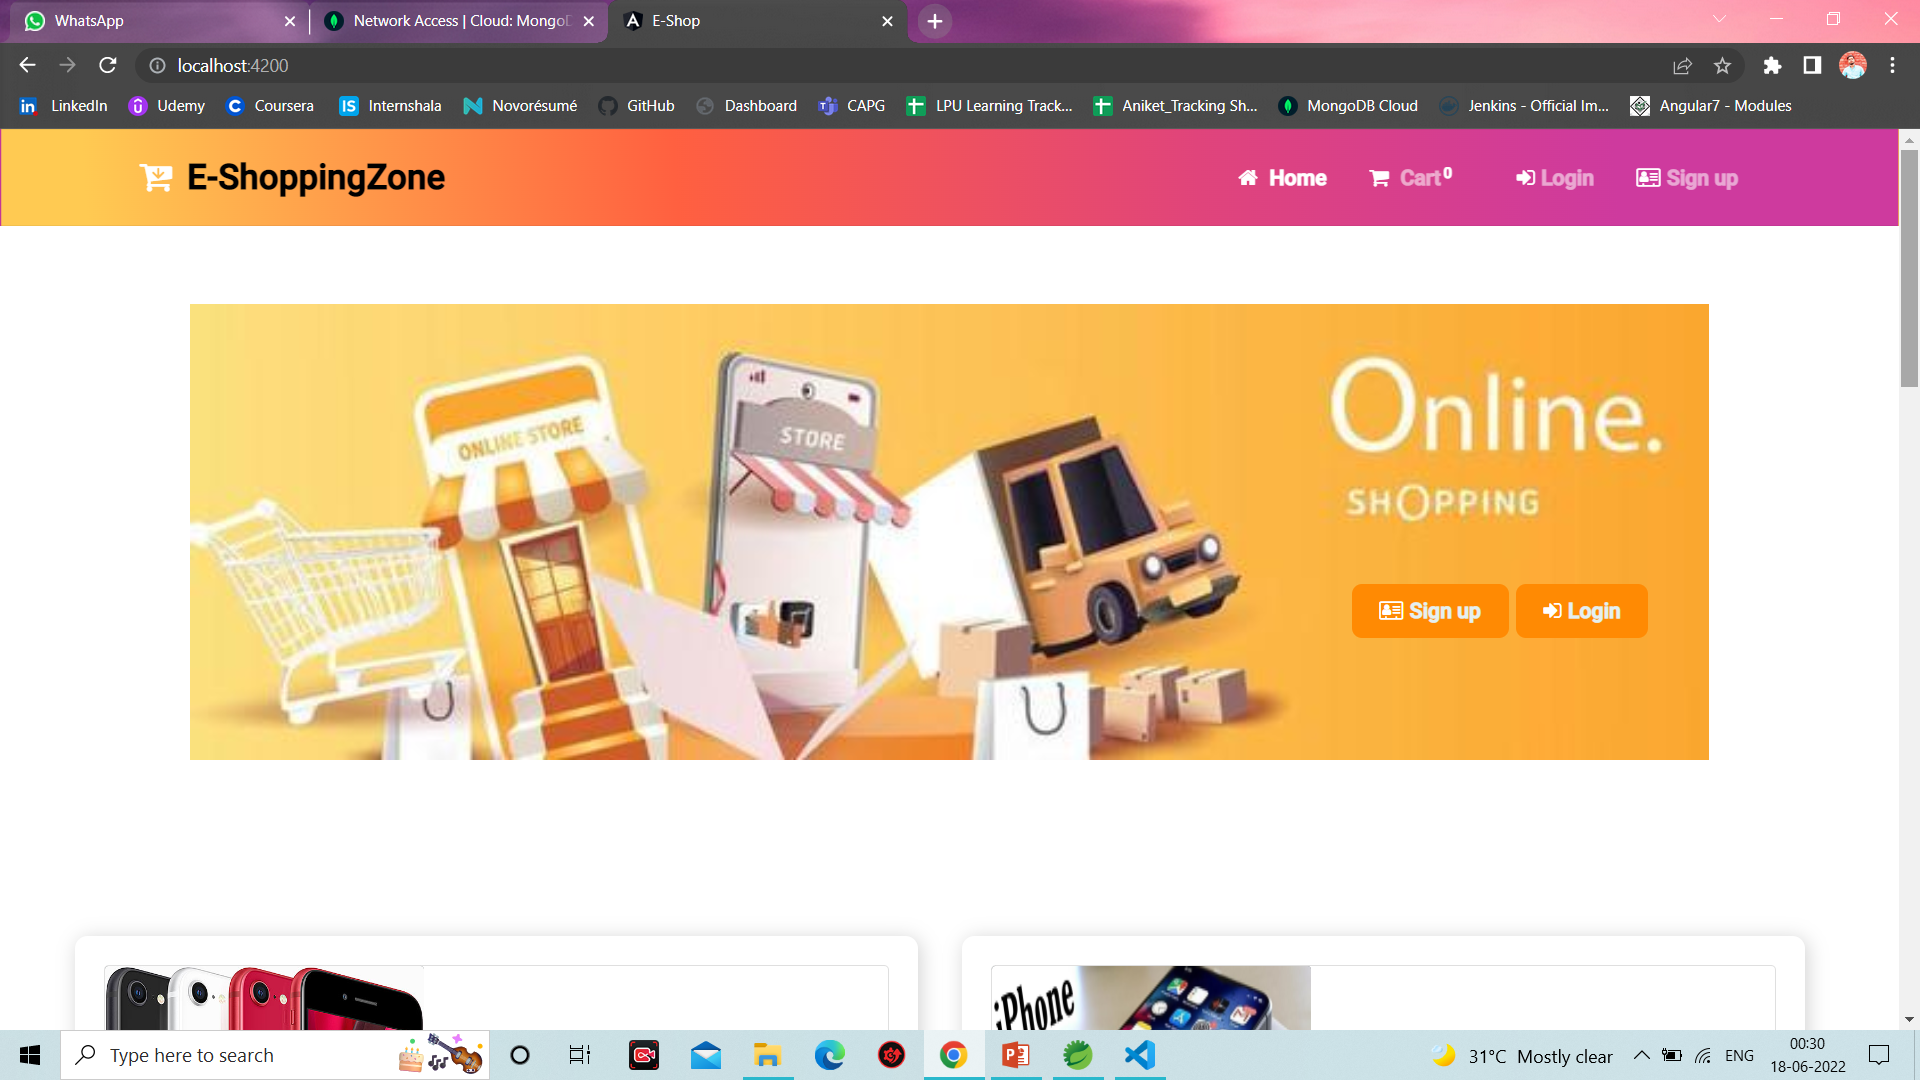 WhatsApp
Network Access | Cloud: MongoD
E-Shop
localhost:4200
LinkedIn
Udemy
Coursera
Internshala
Novorésumé
GitHub
Dashboard
CAPG
LPU Learning Track...
Aniket_Tracking Sh...
MongoDB Cloud
Jenkins - Official Im...
Angular7 - Modules
E-ShoppingZone
Home
Cart 0
Login
Sign up
ONLINE STORE
STORE
Online.
SHOPPING
Sign up
Login
iPhone
Type here to search
31°C Mostly clear
ENG
00:30
18-06-2022